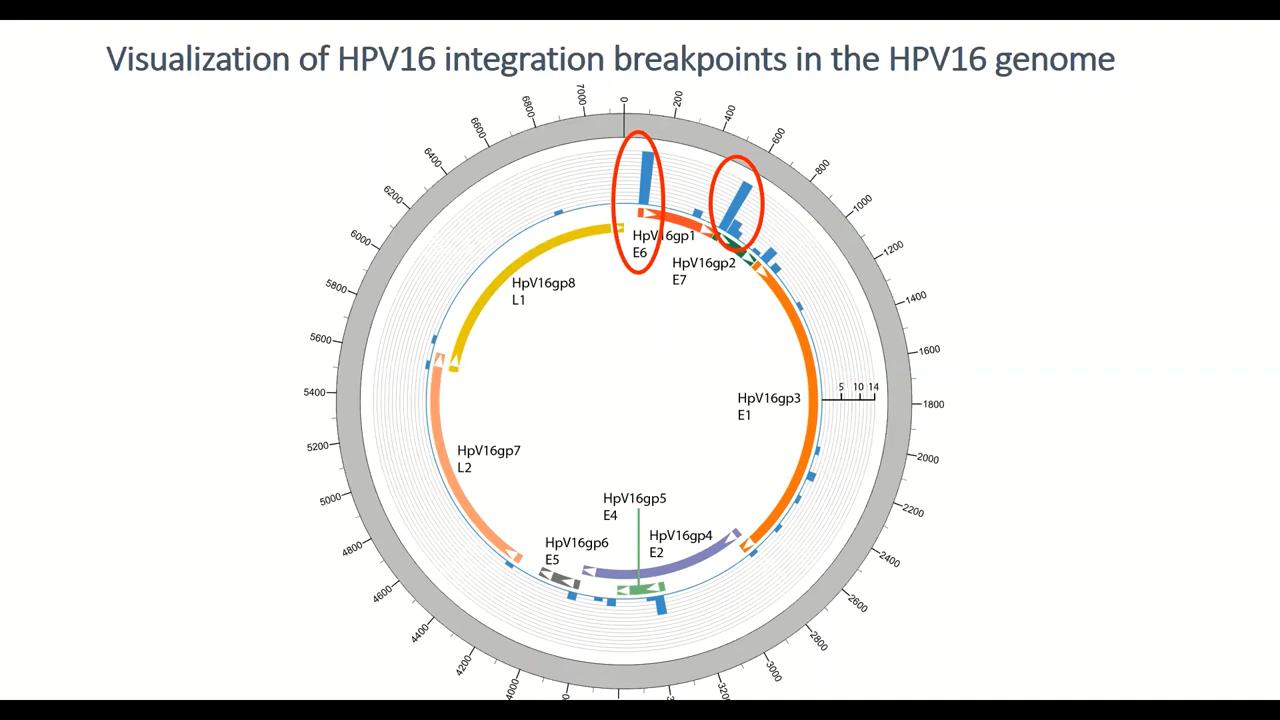 Visualization of HPV16 integration breakpoints in the HPV16 genome
0
200
400
600
800
1000
1200
1400
1600
1800
2000
2200
2400
2600
2800
3000
4000
4200
4400
4600
4800
5000
5200
5400
5600
5800
6000
6200
6400
6600
6800
7000
HpV16gp1
E6
HpV16gp2
E7
HpV16gp8
L1
HpV16gp3
E1
5 10 14
HpV16gp7
L2
HpV16gp5
E4
HpV16gp4
E2
HpV16gp6
E5